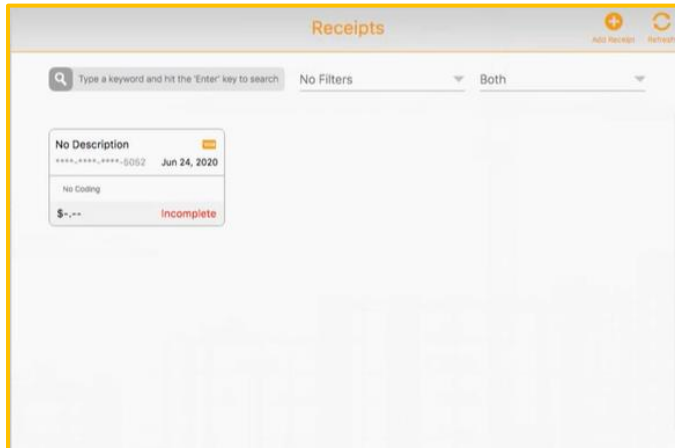 Receipts
Add Receipt
Refresh
Type a keyword and hit the 'Enter' key to search
No Filters
Both
No Description
****-****-****-5052
Jun 24, 2020
No Coding
$-.--
Incomplete